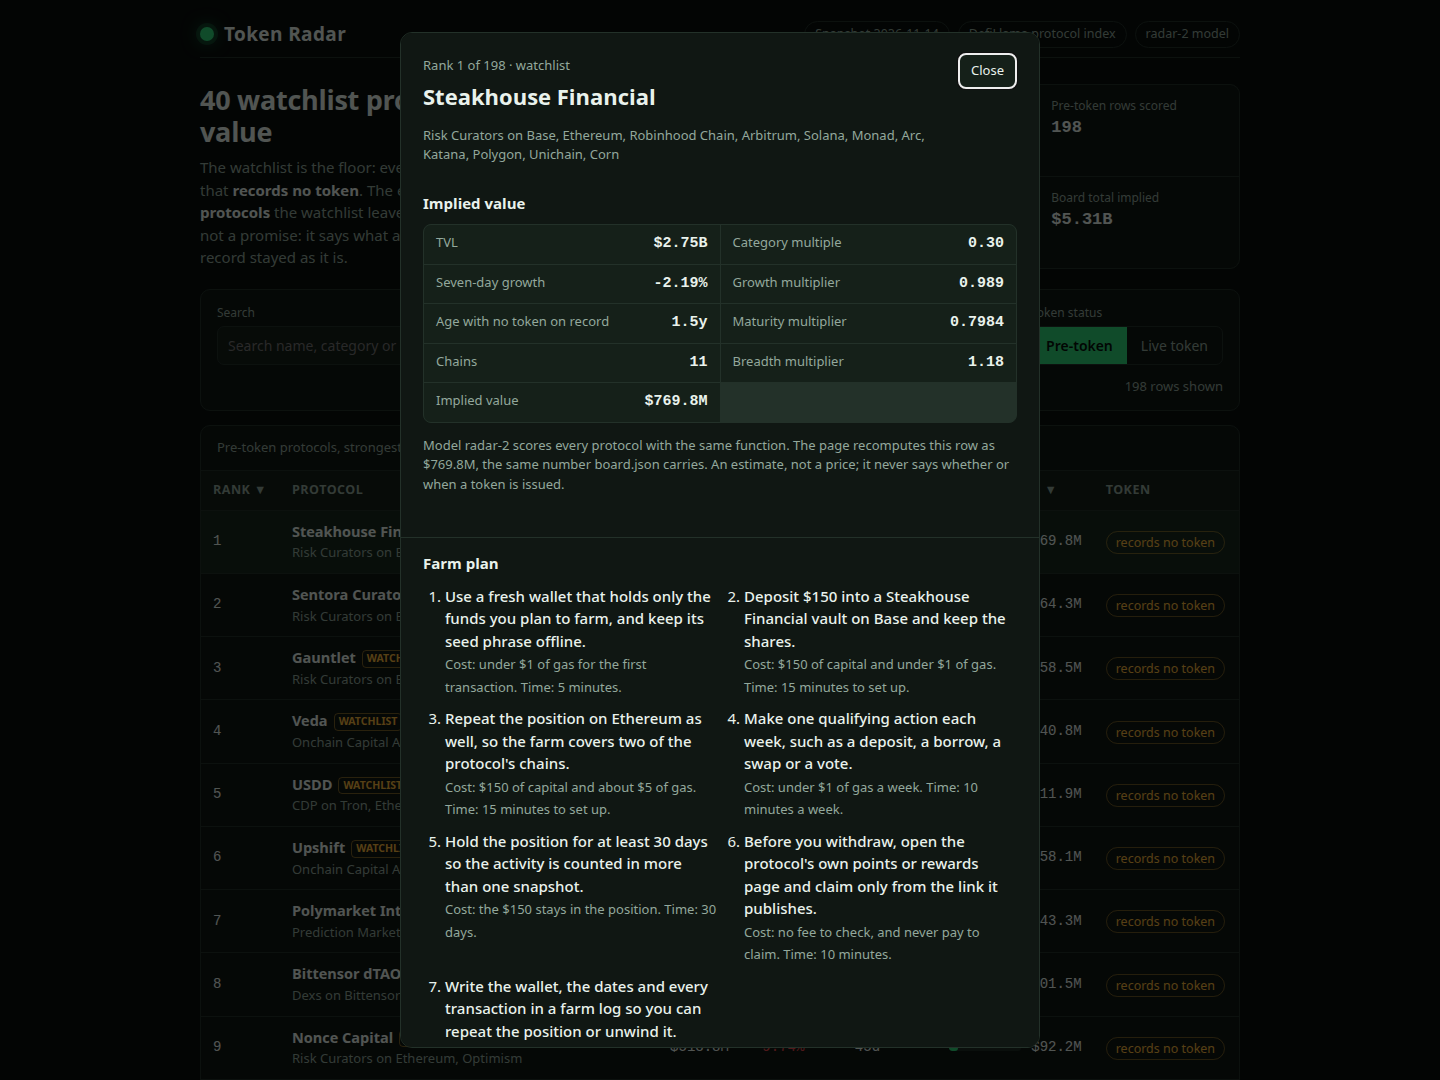 Token Radar
protocol index
radar-2 model
40 watchlist pro
value
The watchlist is the floor: eve
that records no token. The e
protocols the watchlist leave
not a promise: it says what a
record stayed as it is.
Pre-token rows scored
198
Board total implied
$5.31B
Search
Search name, category or
oken status
Pre-token
Live token
198 rows shown
Pre-token protocols, strongest
RANK ▼
PROTOCOL
▼
TOKEN
1
Steakhouse Fin
Risk Curators on E
69.8M
records no token
2
Sentora Curato
Risk Curators on E
64.3M
records no token
3
Gauntlet
WATCH
Risk Curators on E
58.5M
records no token
4
Veda
WATCHLIST
Onchain Capital A
40.8M
records no token
5
USDD
WATCHLIST
CDP on Tron, Ethe
11.9M
records no token
6
Upshift
WATCHL
Onchain Capital A
58.1M
records no token
7
Polymarket Int
Prediction Market
43.3M
records no token
8
Bittensor dTAO
Dexs on Bittensor
01.5M
records no token
9
Nonce Capital
Risk Curators on Ethereum, Optimism
$92.2M
records no token
Rank 1 of 198 · watchlist
Close
Steakhouse Financial
Risk Curators on Base, Ethereum, Robinhood Chain, Arbitrum, Solana, Monad, Arc,
Katana, Polygon, Unichain, Corn
Implied value
TVL
$2.75B
Category multiple
0.30
Seven-day growth
-2.19%
Growth multiplier
0.989
Age with no token on record
1.5y
Maturity multiplier
0.7984
Chains
11
Breadth multiplier
1.18
Implied value
$769.8M
Model radar-2 scores every protocol with the same function. The page recomputes this row as
$769.8M, the same number board.json carries. An estimate, not a price; it never says whether or
when a token is issued.
Farm plan
1. Use a fresh wallet that holds only the
funds you plan to farm, and keep its
seed phrase offline.
Cost: under $1 of gas for the first
transaction. Time: 5 minutes.
2. Deposit $150 into a Steakhouse
Financial vault on Base and keep the
shares.
Cost: $150 of capital and under $1 of gas.
Time: 15 minutes to set up.
3. Repeat the position on Ethereum as
well, so the farm covers two of the
protocol's chains.
Cost: $150 of capital and about $5 of gas.
Time: 15 minutes to set up.
4. Make one qualifying action each
week, such as a deposit, a borrow, a
swap or a vote.
Cost: under $1 of gas a week. Time: 10
minutes a week.
5. Hold the position for at least 30 days
so the activity is counted in more
than one snapshot.
Cost: the $150 stays in the position. Time: 30
days.
6. Before you withdraw, open the
protocol's own points or rewards
page and claim only from the link it
publishes.
Cost: no fee to check, and never pay to
claim. Time: 10 minutes.
7. Write the wallet, the dates and every
transaction in a farm log so you can
repeat the position or unwind it.